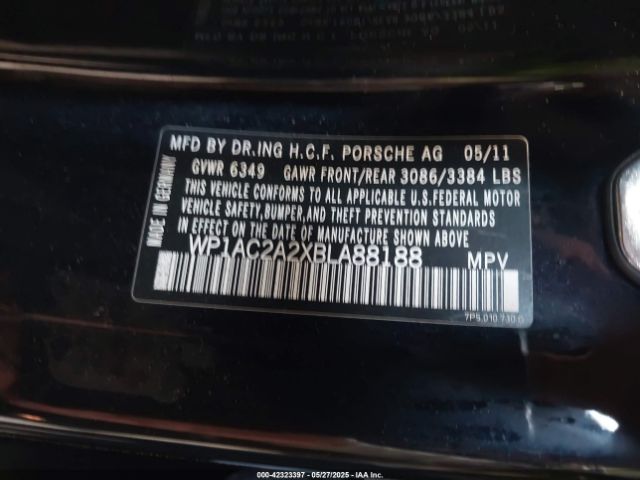 MFD BY DR.ING H.C.F. PORSCHE AG 05/11
GVWR 6349 GAWR FRONT/REAR 3086/3384 LBS
THIS VEHICLE CONFORMS TO ALL APPLICABLE U.S.FEDERAL MOTOR
VEHICLE SAFETY,BUMPER,AND THEFT PREVENTION STANDARDS IN EFFECT
ON THE DATE OF MANUFACTURE SHOWN ABOVE
WP1AC2A2XBLA88188 MPV
MADE IN GERMANY
7P5.010.730.G
000-42323397 - 05/27/2025 - IAA Inc.